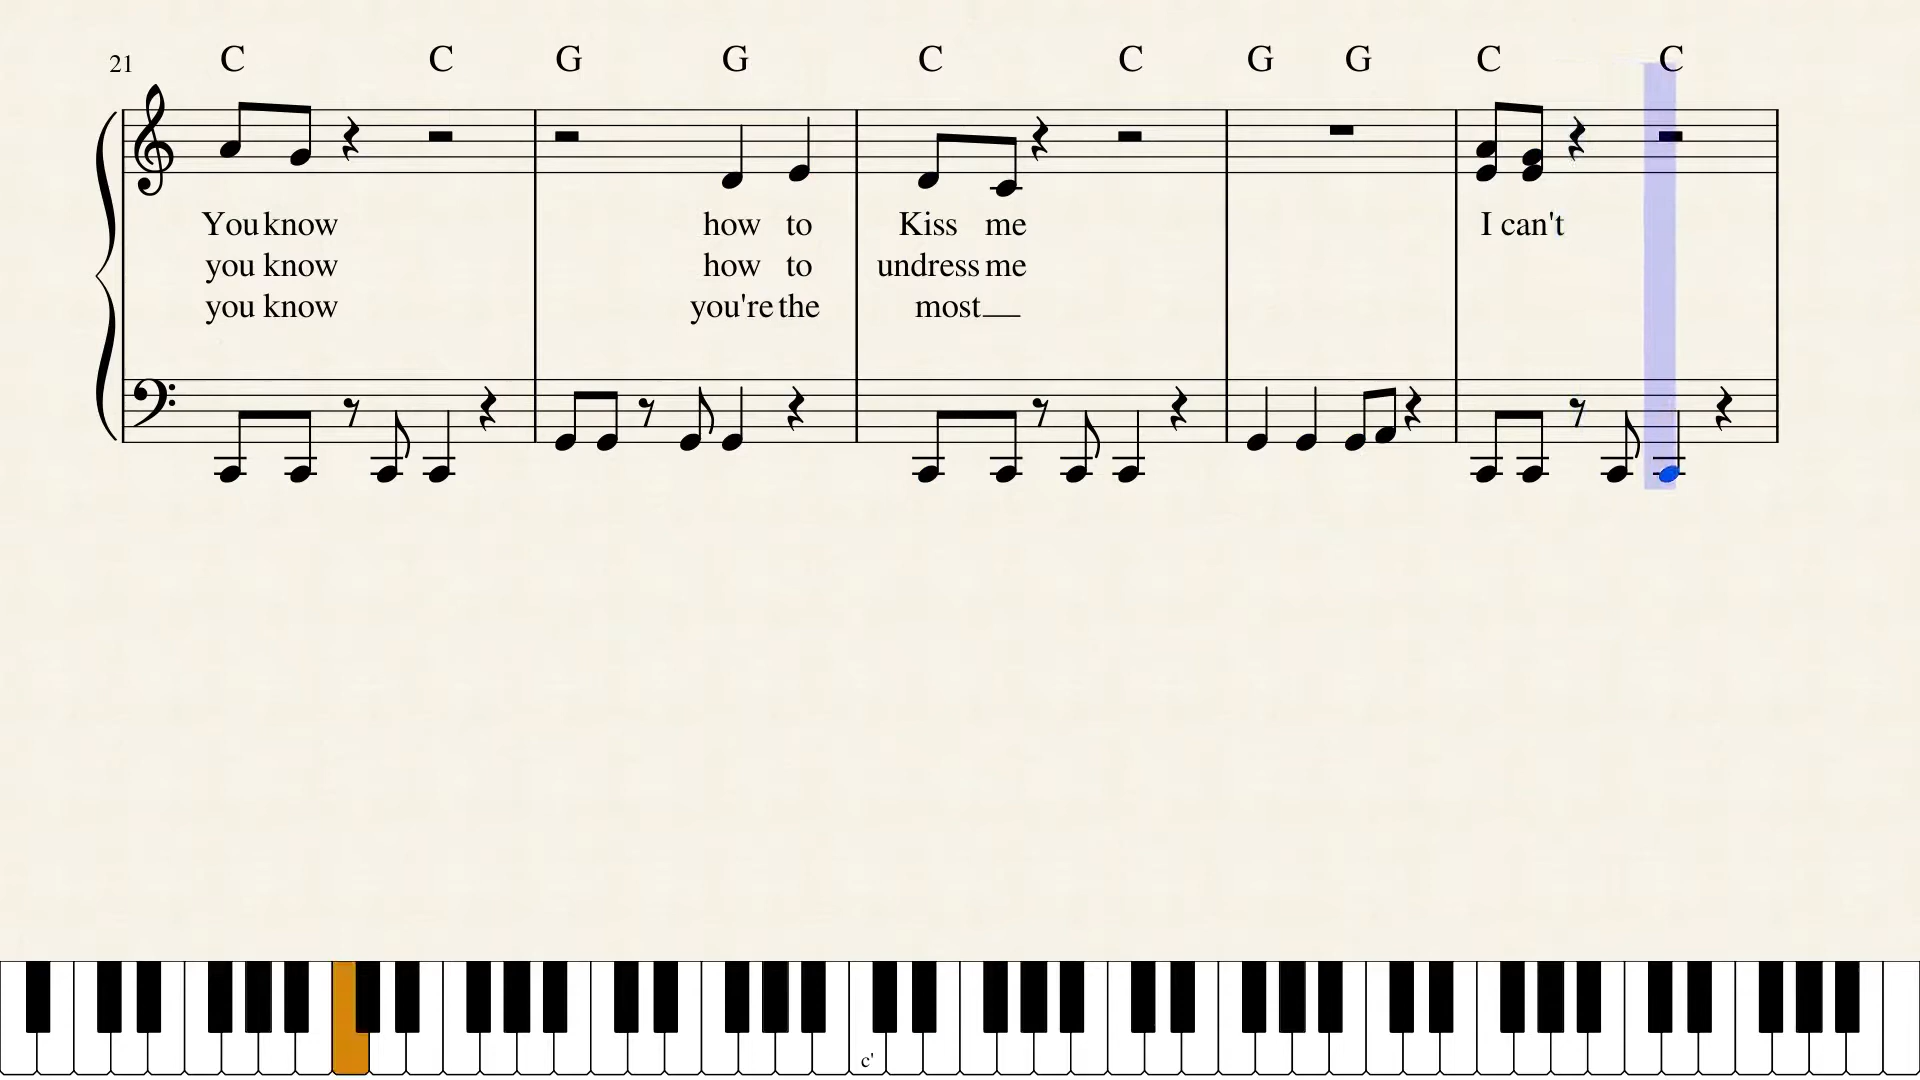 21 C C G G C C G G C C
You know how to Kiss me I can't
you know how to undress me
you know you're the most
c'